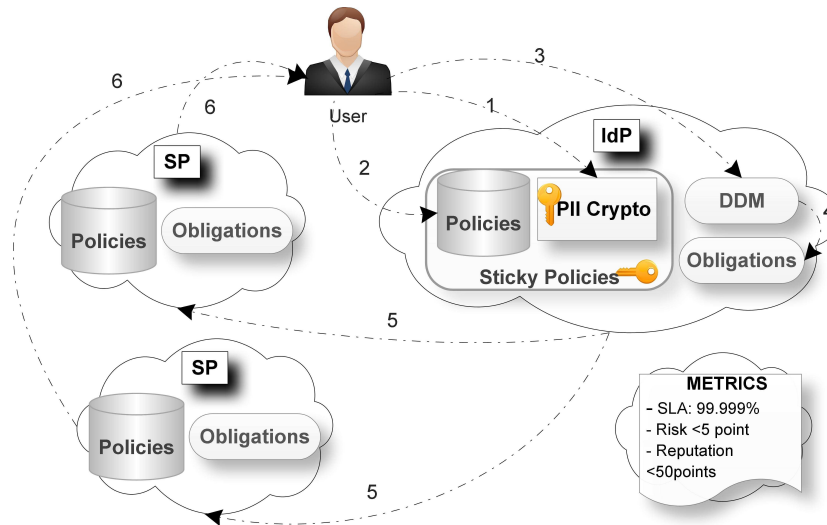 3
6
User
1
6
IdP
SP
2
PII Crypto
DDM
4
Policies
Obligations
Policies
Obligations
Sticky Policies
5
SP
METRICS
- SLA: 99.999%
- Risk <5 point
- Reputation
<50points
Policies
Obligations
5